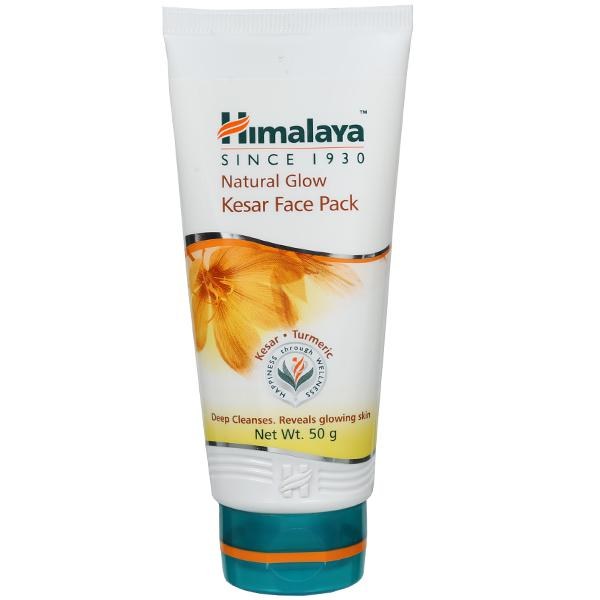 Himalaya™
SINCE 1930
Natural Glow
Kesar Face Pack
Kesar • Turmeric
HAPPINESS through WELLNESS
Deep Cleanses. Reveals glowing skin
Net Wt. 50 g
H